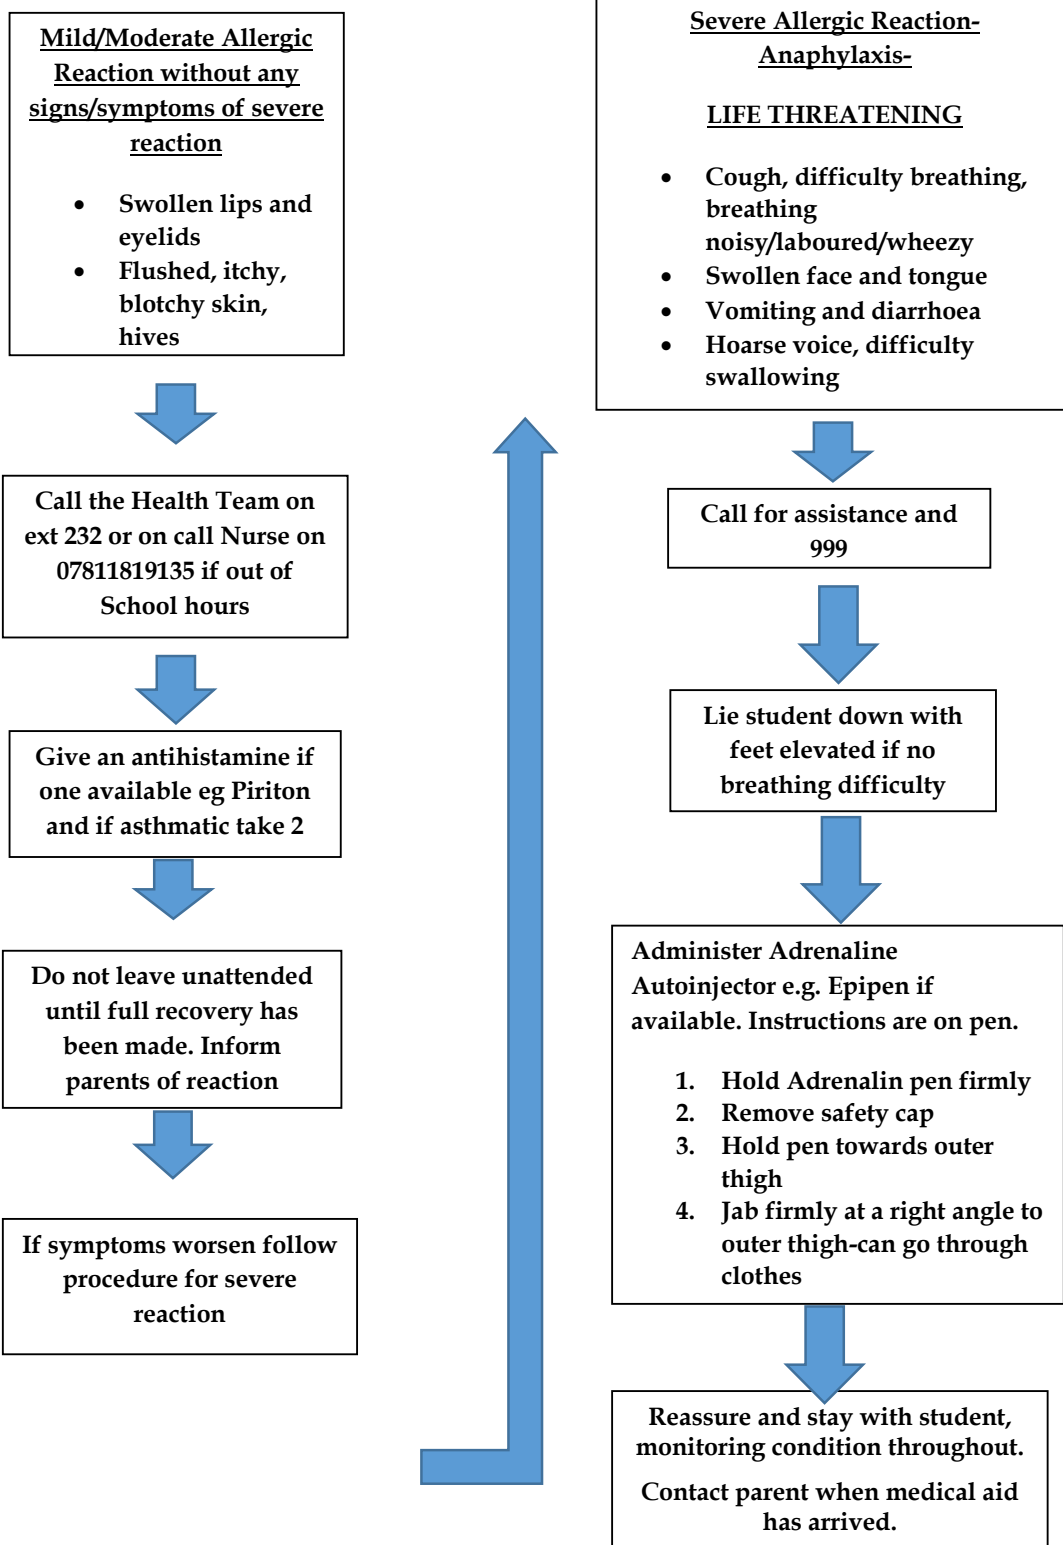 Mild/Moderate Allergic
Reaction without any
signs/symptoms of severe
reaction
• Swollen lips and
eyelids
• Flushed, itchy,
blotchy skin,
hives
Call the Health Team on
ext 232 or on call Nurse on
07811819135 if out of
School hours
Give an antihistamine if
one available eg Piriton
and if asthmatic take 2
Do not leave unattended
until full recovery has
been made. Inform
parents of reaction
If symptoms worsen follow
procedure for severe
reaction
Severe Allergic Reaction-
Anaphylaxis-
LIFE THREATENING
• Cough, difficulty breathing,
breathing
noisy/laboured/wheezy
• Swollen face and tongue
• Vomiting and diarrhoea
• Hoarse voice, difficulty
swallowing
Call for assistance and
999
Lie student down with
feet elevated if no
breathing difficulty
Administer Adrenaline
Autoinjector e.g. Epipen if
available. Instructions are on pen.
1. Hold Adrenalin pen firmly
2. Remove safety cap
3. Hold pen towards outer
thigh
4. Jab firmly at a right angle to
outer thigh-can go through
clothes
Reassure and stay with student,
monitoring condition throughout.
Contact parent when medical aid
has arrived.